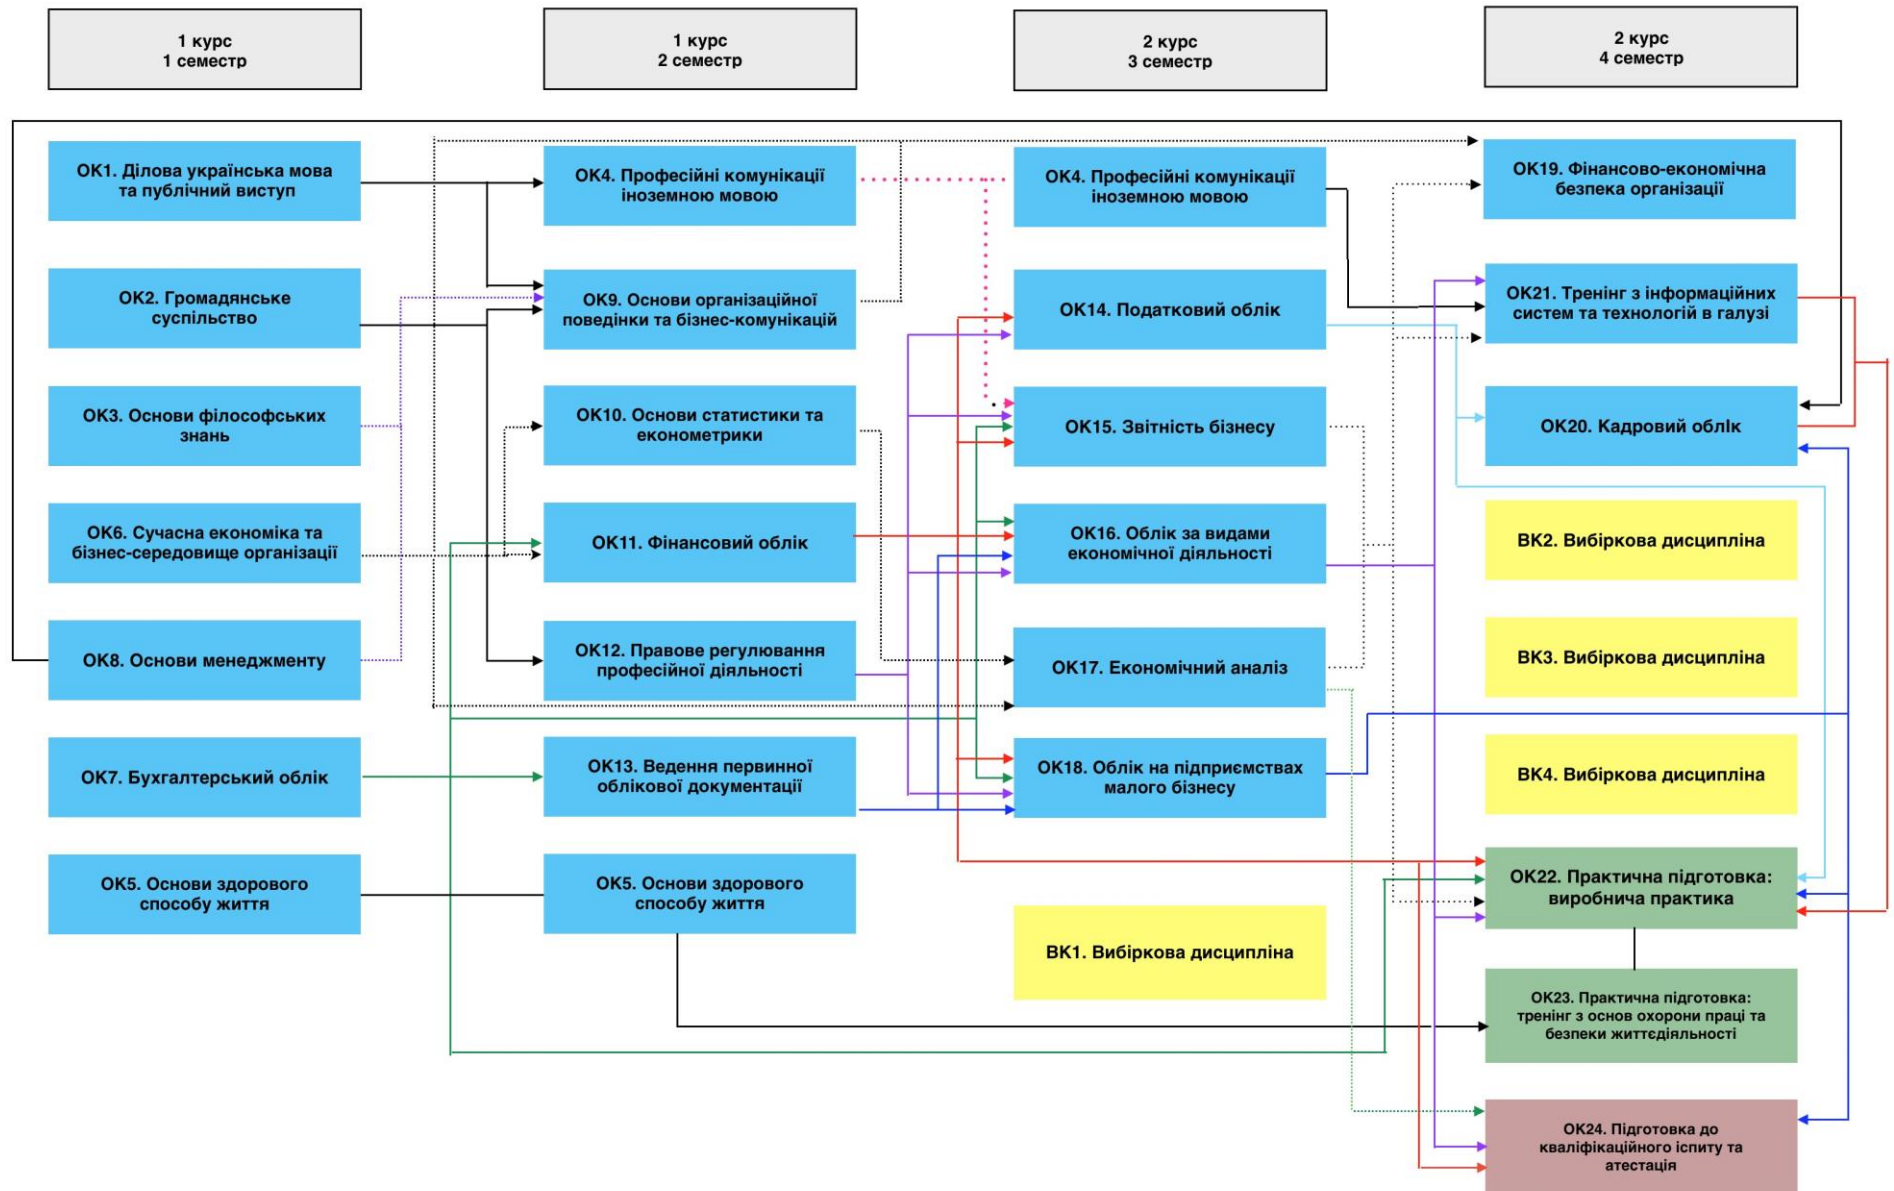 1 курс
1 семестр
1 курс
2 семестр
2 курс
3 семестр
2 курс
4 семестр
ОК1. Ділова українська мова
та публічний виступ
ОК2. Громадянське
суспільство
ОК3. Основи філософських
знань
ОК6. Сучасна економіка та
бізнес-середовище організації
ОК8. Основи менеджменту
ОК7. Бухгалтерський облік
ОК5. Основи здорового
способу життя
ОК4. Професійні комунікації
іноземною мовою
ОК9. Основи організаційної
поведінки та бізнес-комунікацій
ОК10. Основи статистики та
економетрики
ОК11. Фінансовий облік
ОК12. Правове регулювання
професійної діяльності
ОК13. Ведення первинної
облікової документації
ОК5. Основи здорового
способу життя
ОК4. Професійні комунікації
іноземною мовою
ОК14. Податковий облік
ОК15. Звітність бізнесу
ОК16. Облік за видами
економічної діяльності
ОК17. Економічний аналіз
ОК18. Облік на підприємствах
малого бізнесу
ВК1. Вибіркова дисципліна
ОК19. Фінансово-економічна
безпека організації
ОК21. Тренінг з інформаційних
систем та технологій в галузі
ОК20. Кадровий облік
ВК2. Вибіркова дисципліна
ВК3. Вибіркова дисципліна
ВК4. Вибіркова дисципліна
ОК22. Практична підготовка:
виробнича практика
ОК23. Практична підготовка:
тренінг з основ охорони праці та
безпеки життєдіяльності
ОК24. Підготовка до
кваліфікаційного іспиту та
атестація